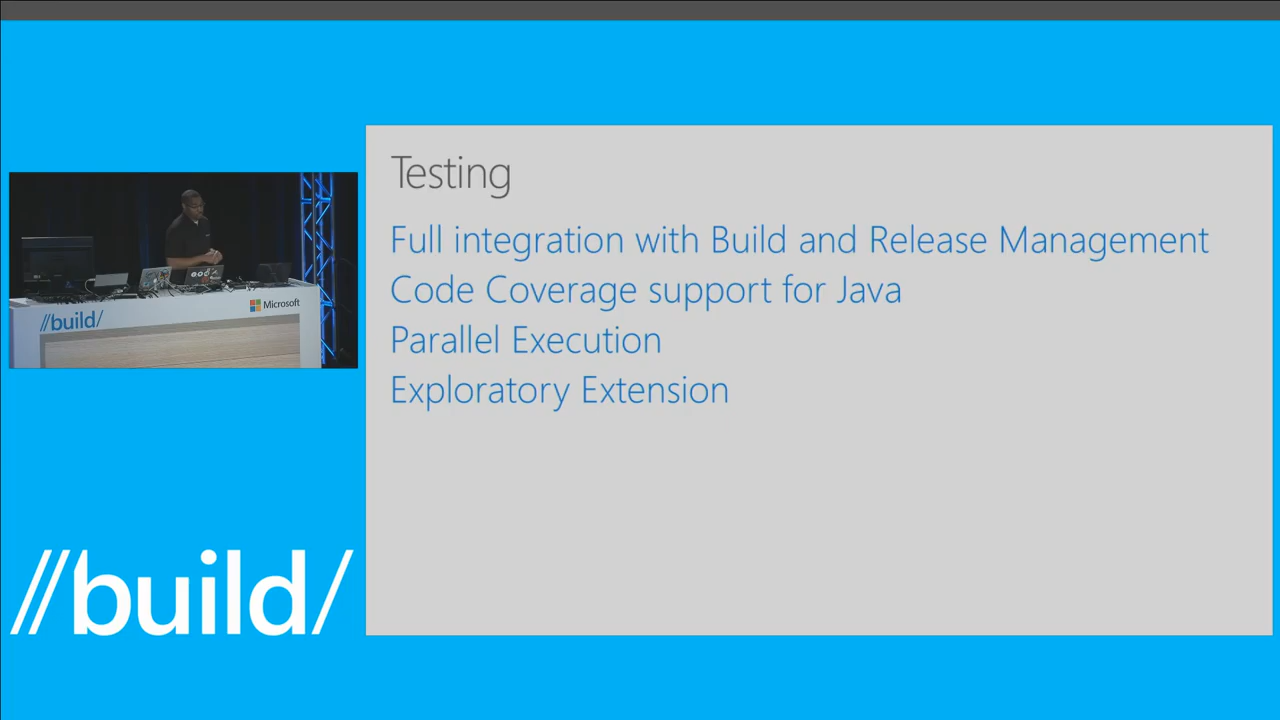 Testing
Full integration with Build and Release Management
Code Coverage support for Java
Parallel Execution
Exploratory Extension
Microsoft
//build/
//build/